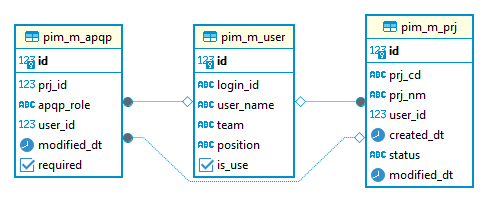 pim_m_apqp
123 id
123 prj_id
ABC apqp_role
123 user_id
modified_dt
required
pim_m_user
123 id
ABC login_id
ABC user_name
ABC team
ABC position
is_use
pim_m_prj
123 id
ABC prj_cd
ABC prj_nm
123 user_id
created_dt
ABC status
modified_dt